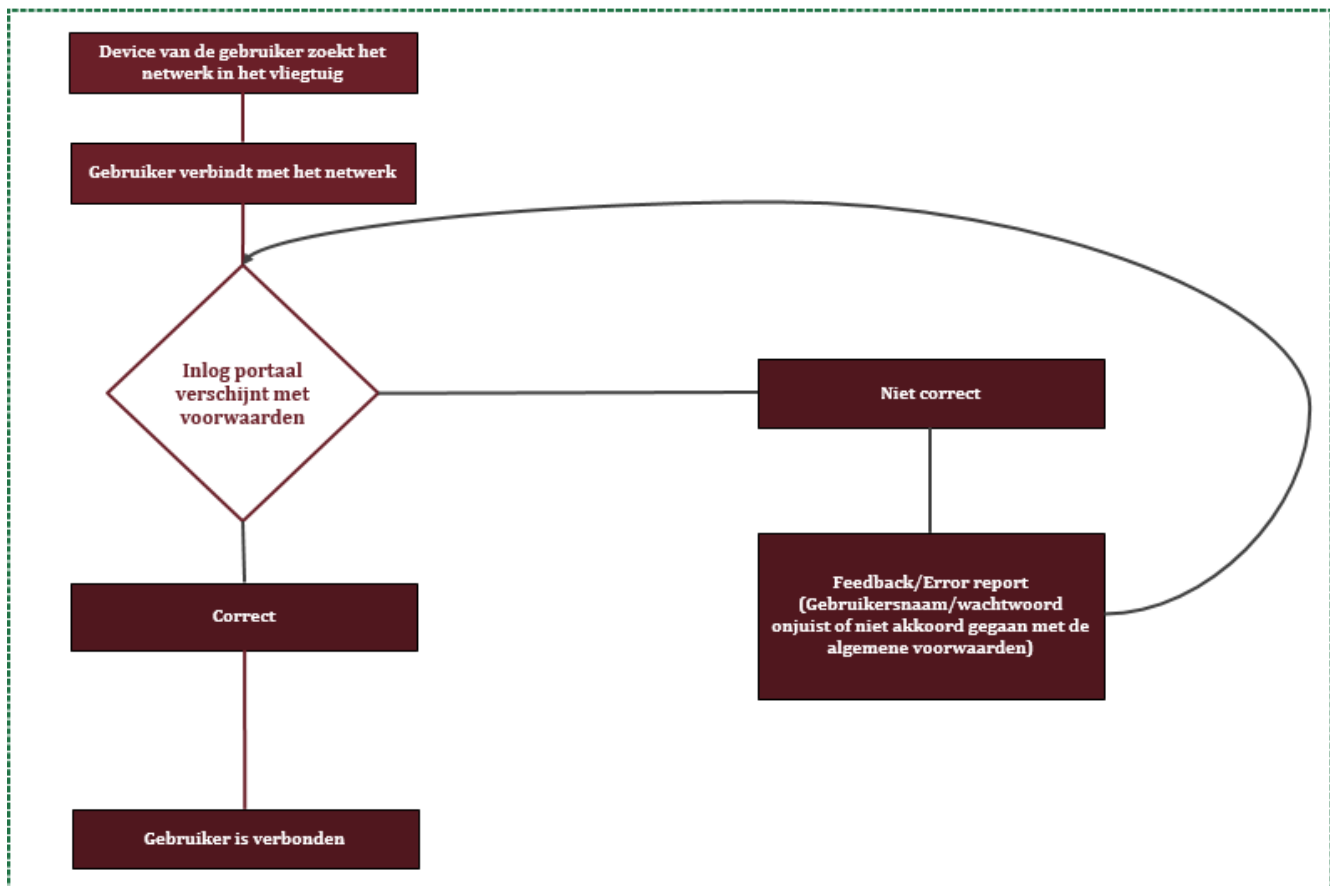 Device van de gebruiker zoekt het
netwerk in het vliegtuig
Gebruiker verbindt met het netwerk
Inlog portaal
verschijnt met
voorwaarden
Niet correct
Feedback/Error report
(Gebruikersnaam/wachtwoord
onjuist of niet akkoord gegaan met de
algemene voorwaarden)
Correct
Gebruiker is verbonden